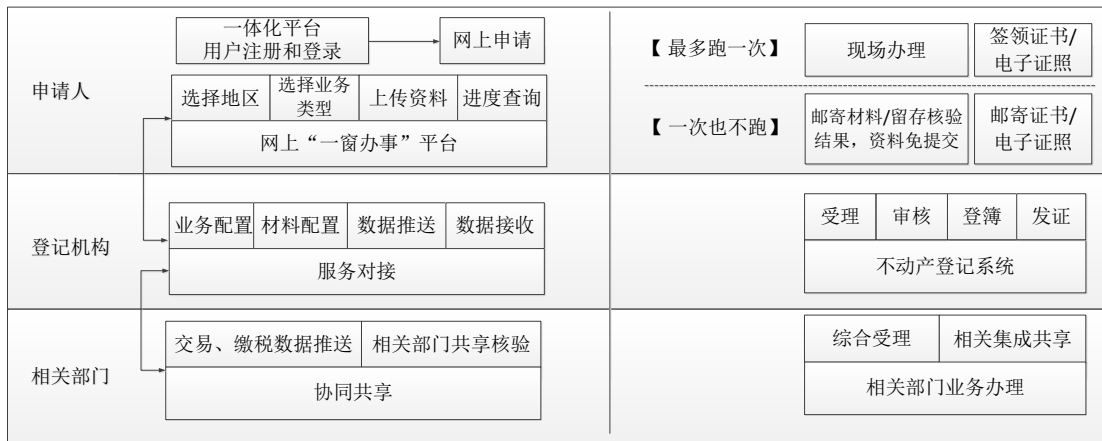 一体化平台
用户注册和登录
网上申请
【 最多跑一次】
现场办理
签领证书/
电子证照
申请人
选择地区
选择业务
类型
上传资料
进度查询
网上“一窗办事”平台
【 一次也不跑】
邮寄材料/留存核验
结果，资料免提交
邮寄证书/
电子证照
登记机构
业务配置
材料配置
数据推送
数据接收
服务对接
受理
审核
登簿
发证
不动产登记系统
相关部门
交易、缴税数据推送
相关部门共享核验
协同共享
综合受理
相关集成共享
相关部门业务办理